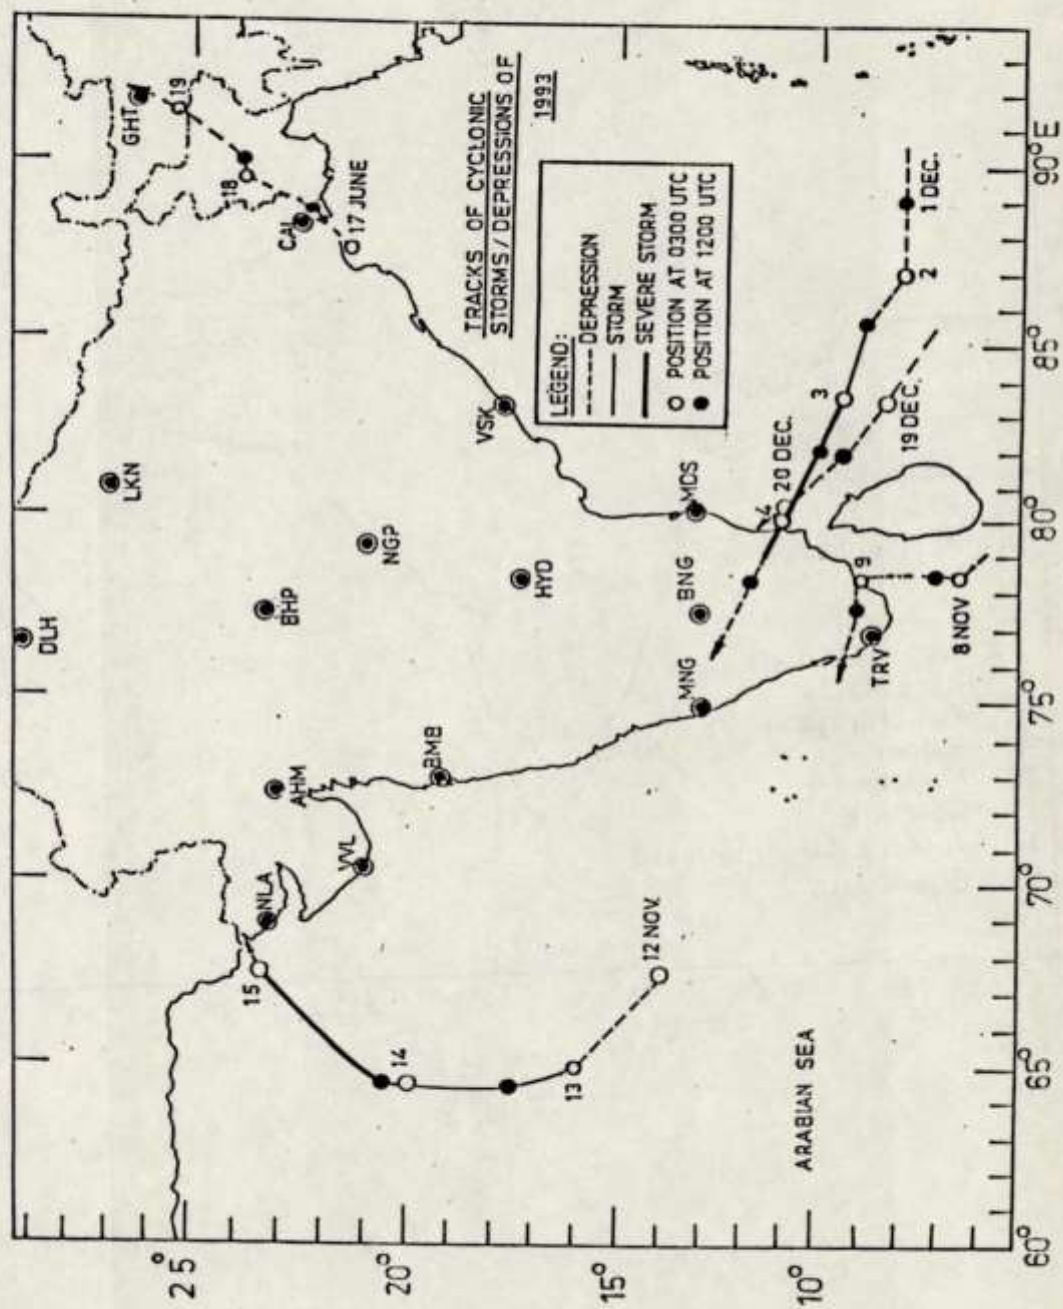 TRACKS OF CYCLONIC
STORMS/DEPRESSIONS OF
1993
LEGEND:
DEPRESSION
STORM
SEVERE STORM
POSITION AT 0300 UTC
POSITION AT 1200 UTC
DLH
LKN
GHT
19
18
CAL
17 JUNE
BHP
NGP
AHM
NLA
VVL
BMB
HYD
VSK
MNG
BNG
MDS
TRV
15
14
13
12 NOV.
20 DEC.
4
3
2
1 DEC.
19 DEC.
9
8 NOV
ARABIAN SEA
25°
20°
15°
10°
60°
65°
70°
75°
80°
85°
90°E